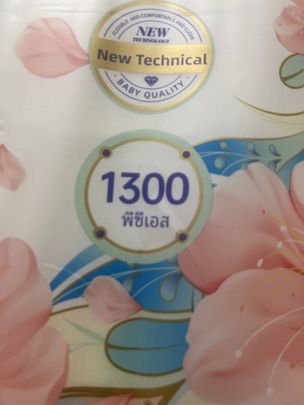 FLEXIBLE AND COMFORTABLE AND CLEAN
NEW
TECHNOLOGY
New Technical
· BABY QUALITY ·
1300
พีซีเอส